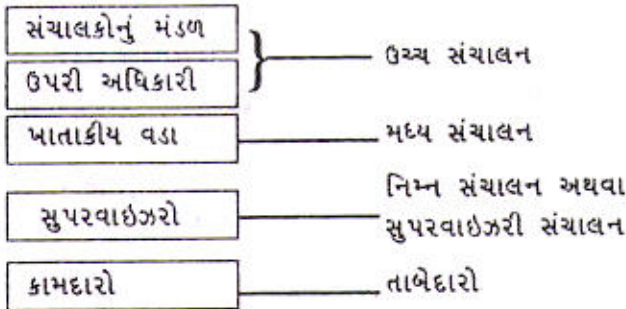 સંચાલકોનું મંડળ
ઉપરી અધિકારી
ઉચ્ચ સંચાલન
ખાતાકીય વડા
મધ્ય સંચાલન
સુપરવાઇઝરો
નિમ્ન સંચાલન અથવા
સુપરવાઇઝરી સંચાલન
કામદારો
તાબેદારો